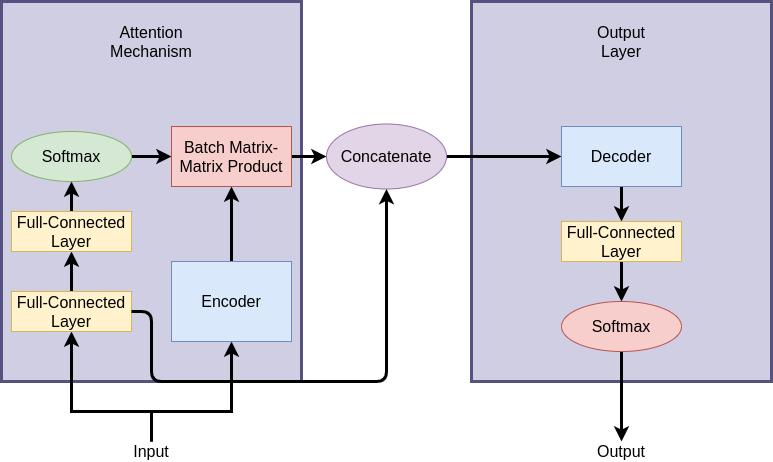 Attention
Mechanism
Output
Layer
Softmax
Batch Matrix-
Matrix Product
Concatenate
Decoder
Full-Connected
Layer
Full-Connected
Layer
Full-Connected
Layer
Encoder
Softmax
Input
Output